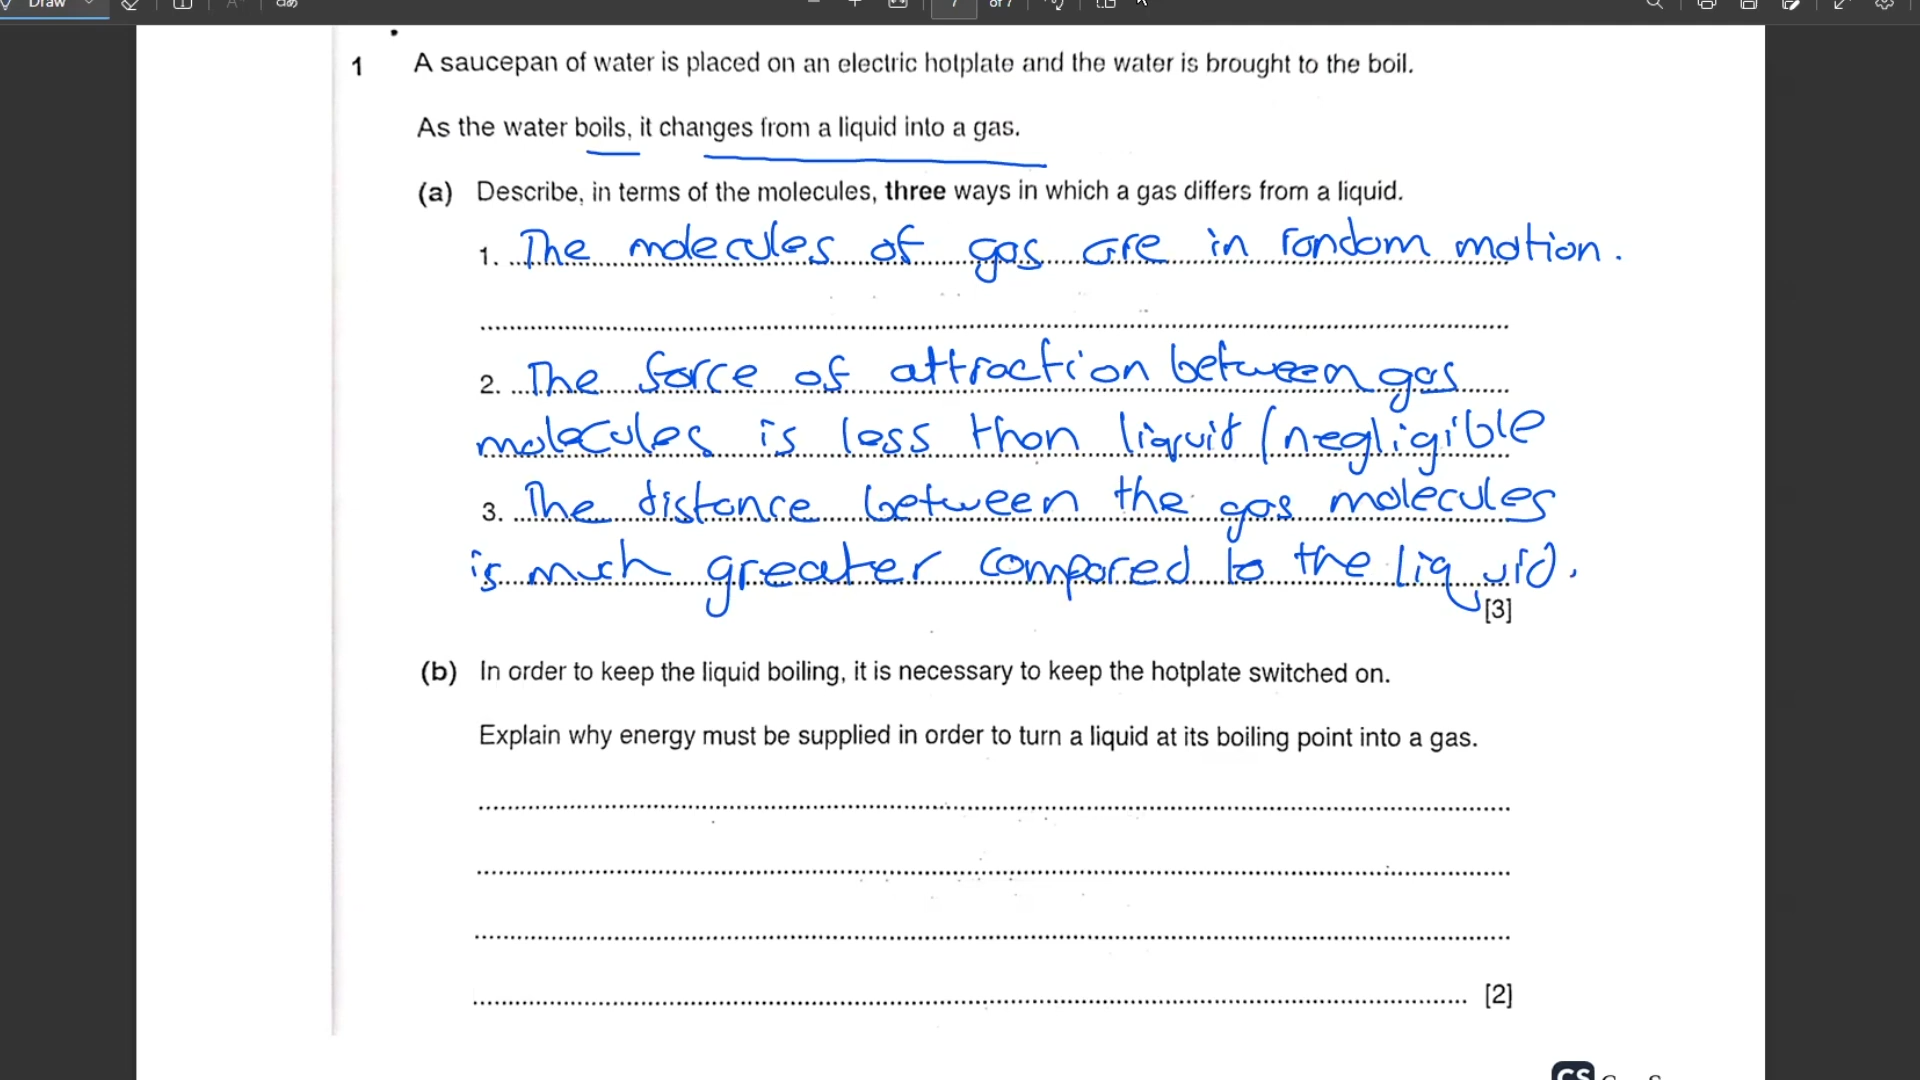 Draw
of 7
1 A saucepan of water is placed on an electric hotplate and the water is brought to the boil.
As the water boils, it changes from a liquid into a gas.
(a) Describe, in terms of the molecules, three ways in which a gas differs from a liquid.
1. The molecules of gas are in random motion.
2. The force of attraction between gas
molecules is less than liquid (negligible
3. The distance between the gas molecules
is much greater compared to the liquid.
[3]
(b) In order to keep the liquid boiling, it is necessary to keep the hotplate switched on.
Explain why energy must be supplied in order to turn a liquid at its boiling point into a gas.
[2]
CS